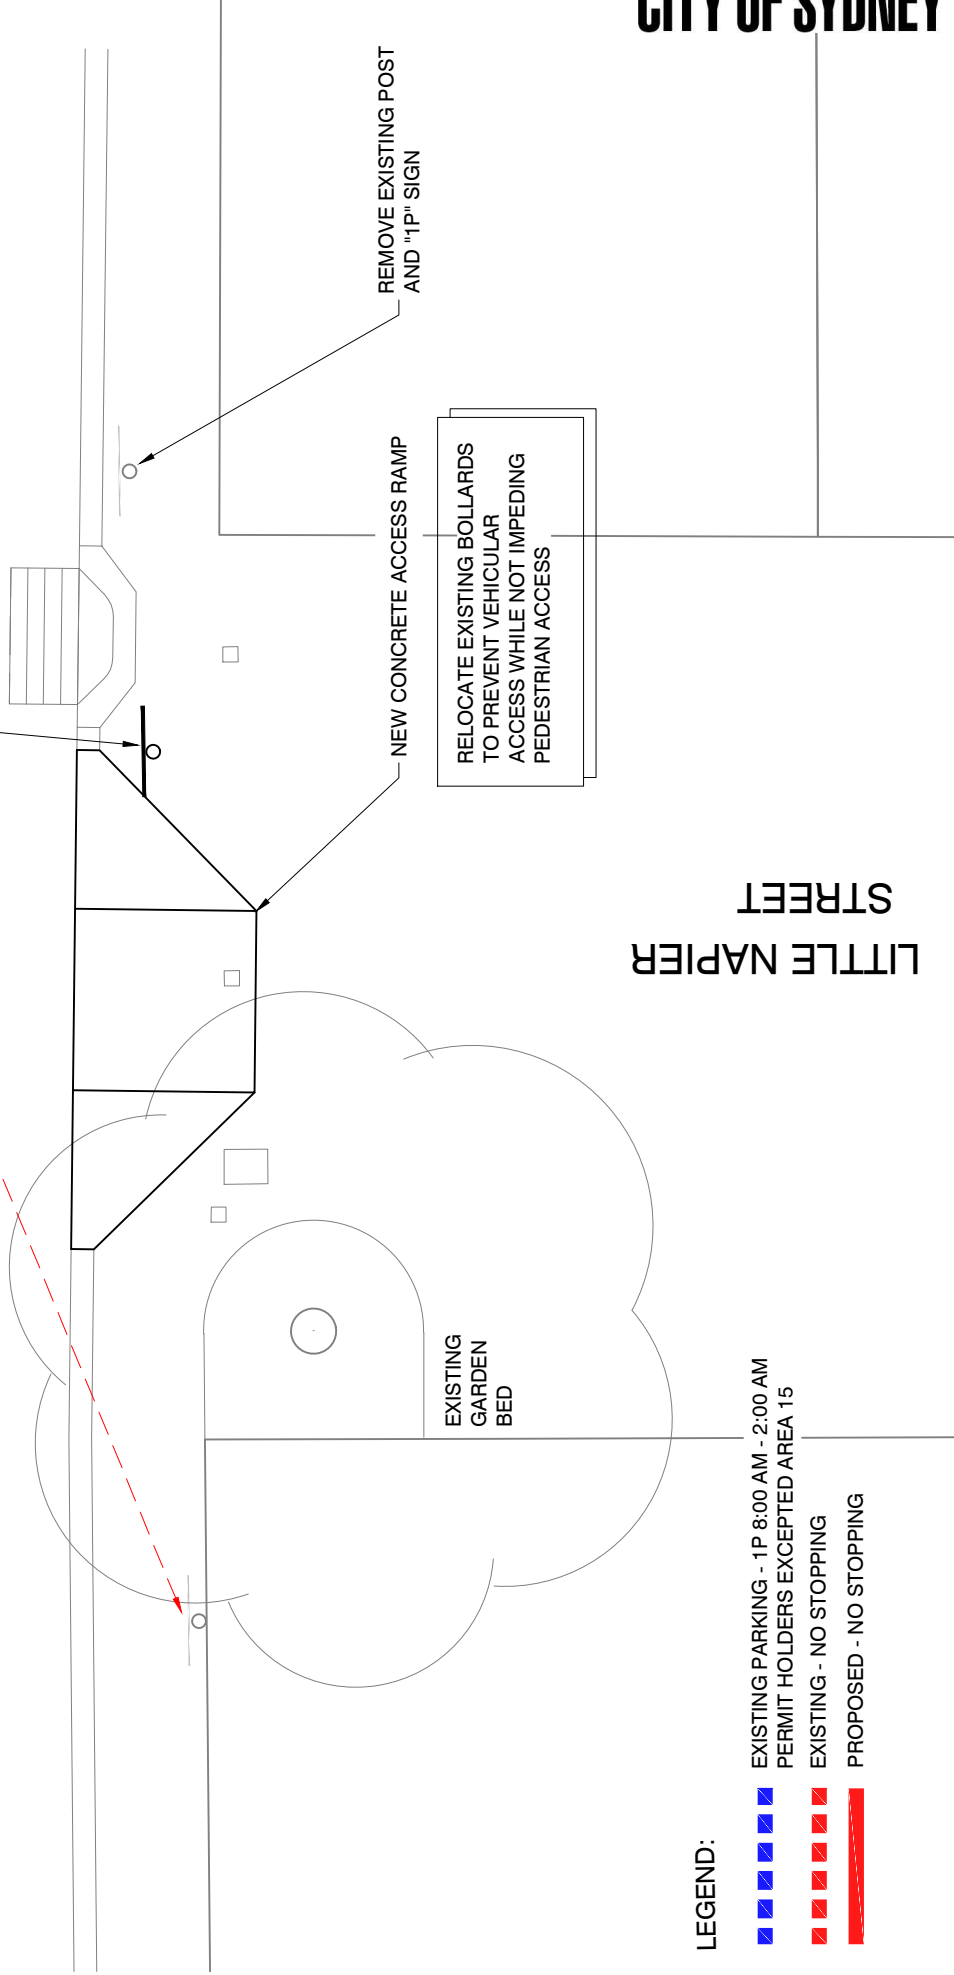 CITY OF SYDNEY
REMOVE EXISTING POST
AND "1P" SIGN
NEW CONCRETE ACCESS RAMP
RELOCATE EXISTING BOLLARDS
TO PREVENT VEHICULAR
ACCESS WHILE NOT IMPEDING
PEDESTRIAN ACCESS
LITTLE NAPIER
STREET
EXISTING
GARDEN
BED
LEGEND:
EXISTING PARKING - 1P 8:00 AM - 2:00 AM
PERMIT HOLDERS EXCEPTED AREA 15
EXISTING - NO STOPPING
PROPOSED - NO STOPPING